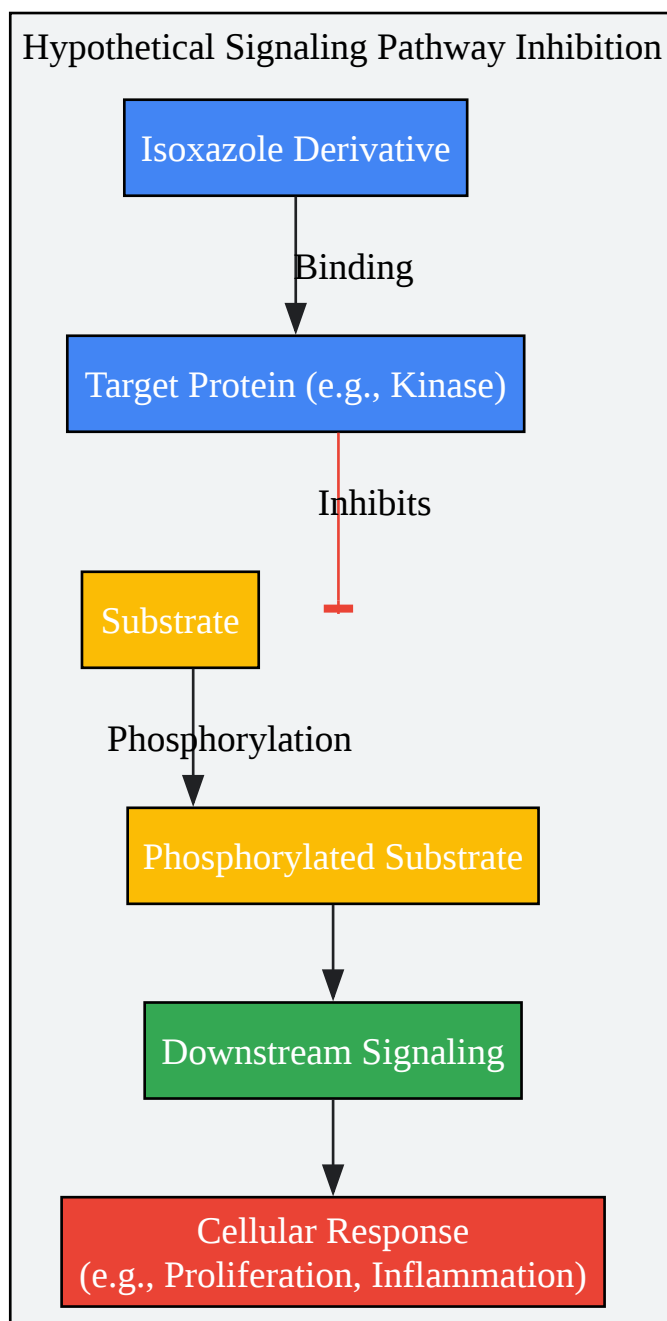 Hypothetical Signaling Pathway Inhibition
Isoxazole Derivative
Binding
Target Protein (e.g., Kinase)
Inhibits
Substrate
Phosphorylation
Phosphorylated Substrate
Downstream Signaling
Cellular Response
(e.g., Proliferation, Inflammation)